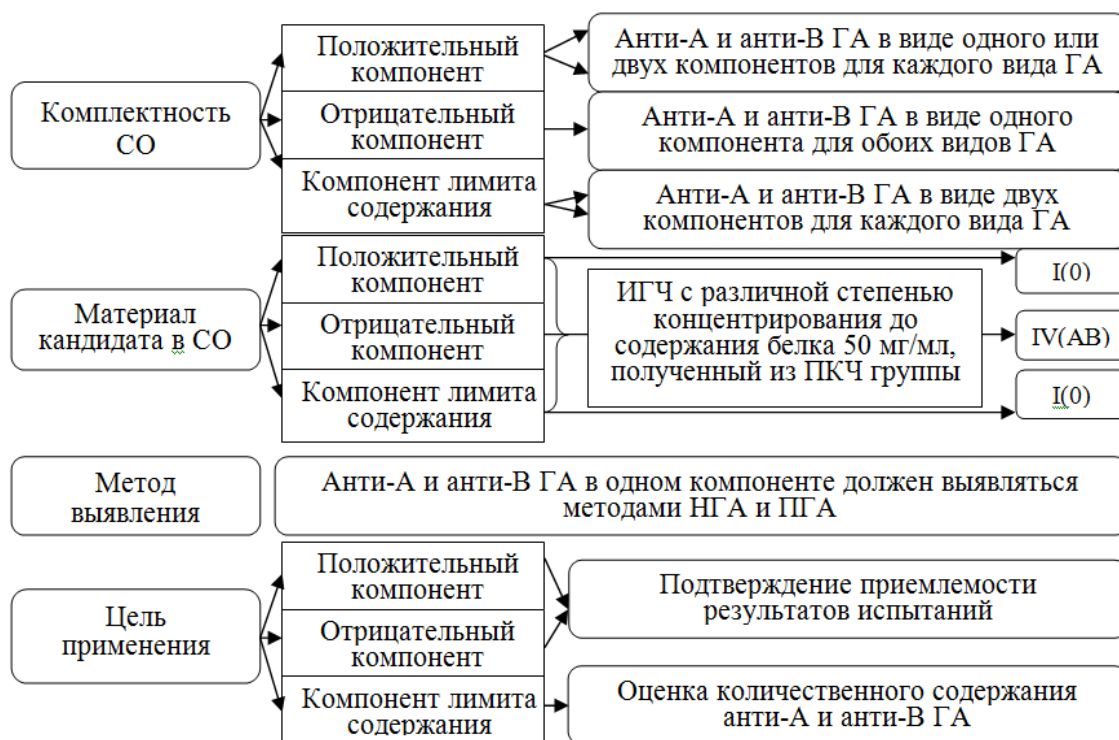 Комплектность
СО
Положительный
компонент
Отрицательный
компонент
Компонент лимита
содержания
Анти-А и анти-В ГА в виде одного или
двух компонентов для каждого вида ГА
Анти-А и анти-В ГА в виде одного
компонента для обоих видов ГА
Анти-А и анти-В ГА в виде двух
компонентов для каждого вида ГА
Материал
кандидата в СО
Положительный
компонент
Отрицательный
компонент
Компонент лимита
содержания
ИГЧ с различной степенью
концентрирования до
содержания белка 50 мг/мл,
полученный из ПКЧ группы
I(0)
IV(АВ)
I(0)
Метод
выявления
Анти-А и анти-В ГА в одном компоненте должен выявляться
методами НГА и ПГА
Цель
применения
Положительный
компонент
Отрицательный
компонент
Компонент лимита
содержания
Подтверждение приемлемости
результатов испытаний
Оценка количественного содержания
анти-А и анти-В ГА